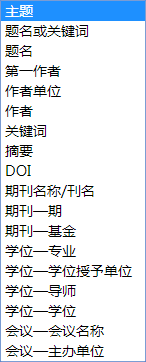 主题
题名或关键词
题名
第一作者
作者单位
作者
关键词
摘要
DOI
期刊名称/刊名
期刊—期
期刊—基金
学位—专业
学位—学位授予单位
学位—导师
学位—学位
会议—会议名称
会议—主办单位